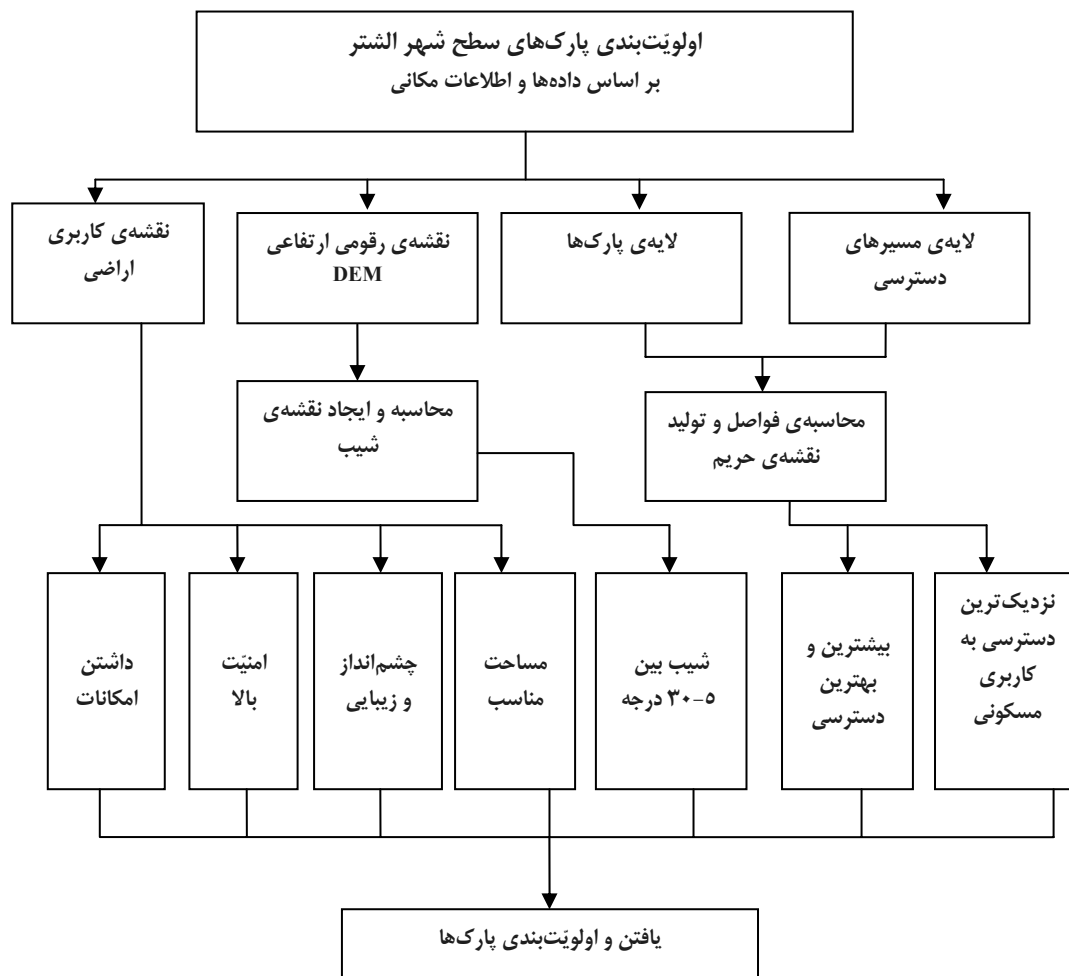 اولویّت‌بندی پارک‌های سطح شهر الشتر
بر اساس داده‌ها و اطلاعات مکانی
لایه‌ی مسیرهای
دسترسی
لایه‌ی پارک‌ها
نقشه‌ی رقومی ارتفاعی
DEM
نقشه‌ی کاربری
اراضی
محاسبه‌ی فواصل و تولید
نقشه‌ی حریم
محاسبه و ایجاد نقشه‌ی
شیب
نزدیک‌ترین
دسترسی به
کاربری
مسکونی
بیشترین و
بهترین
دسترسی
شیب بین
۵-۳۰ درجه
مساحت
مناسب
چشم‌انداز
و زیبایی
امنیّت
بالا
داشتن
امکانات
یافتن و اولویّت‌بندی پارک‌ها